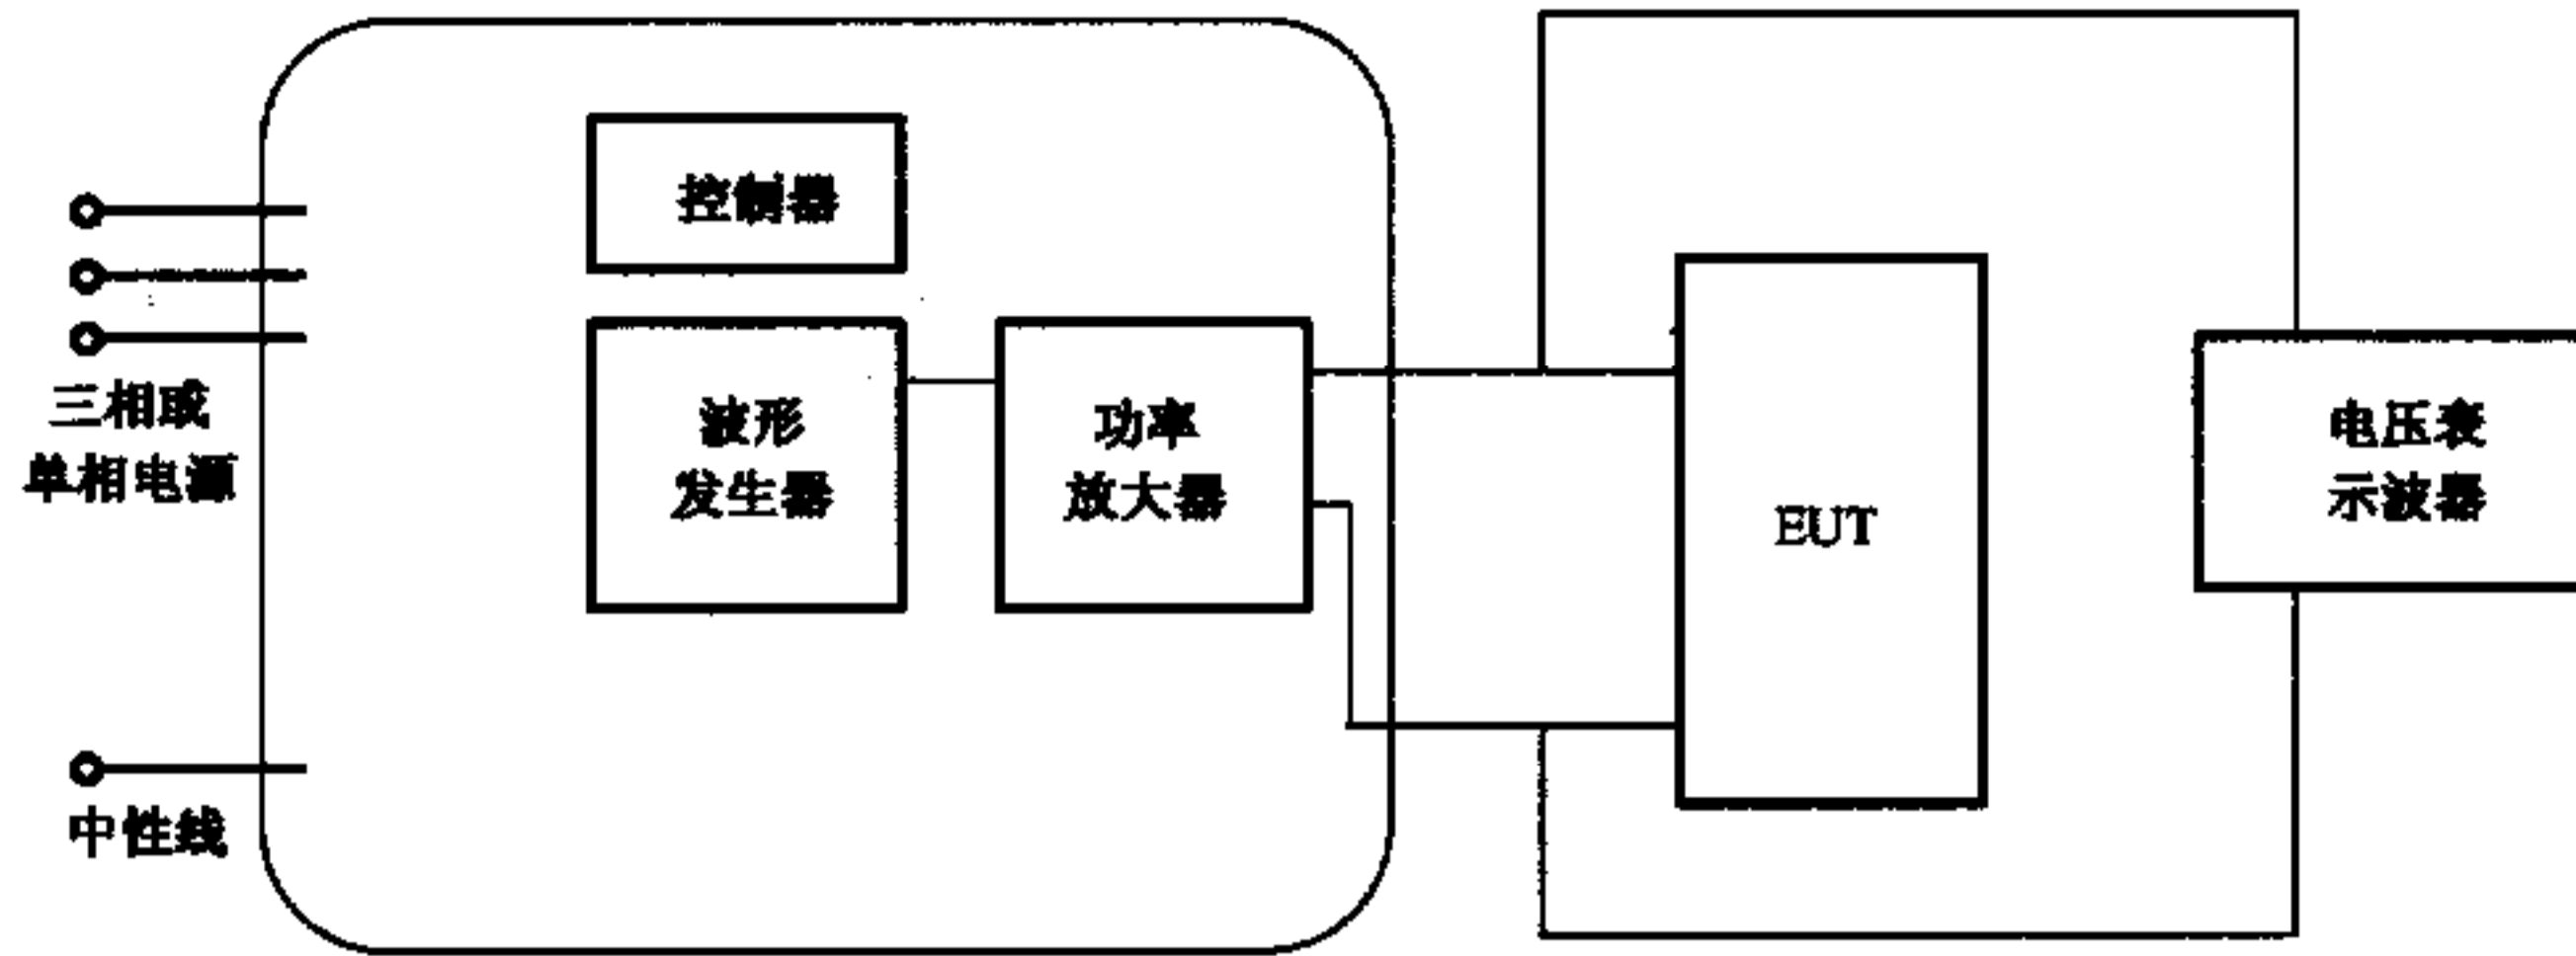 控制器
三相或
单相电源
波形
发生器
功率
放大器
EUT
电压表
示波器
中性线